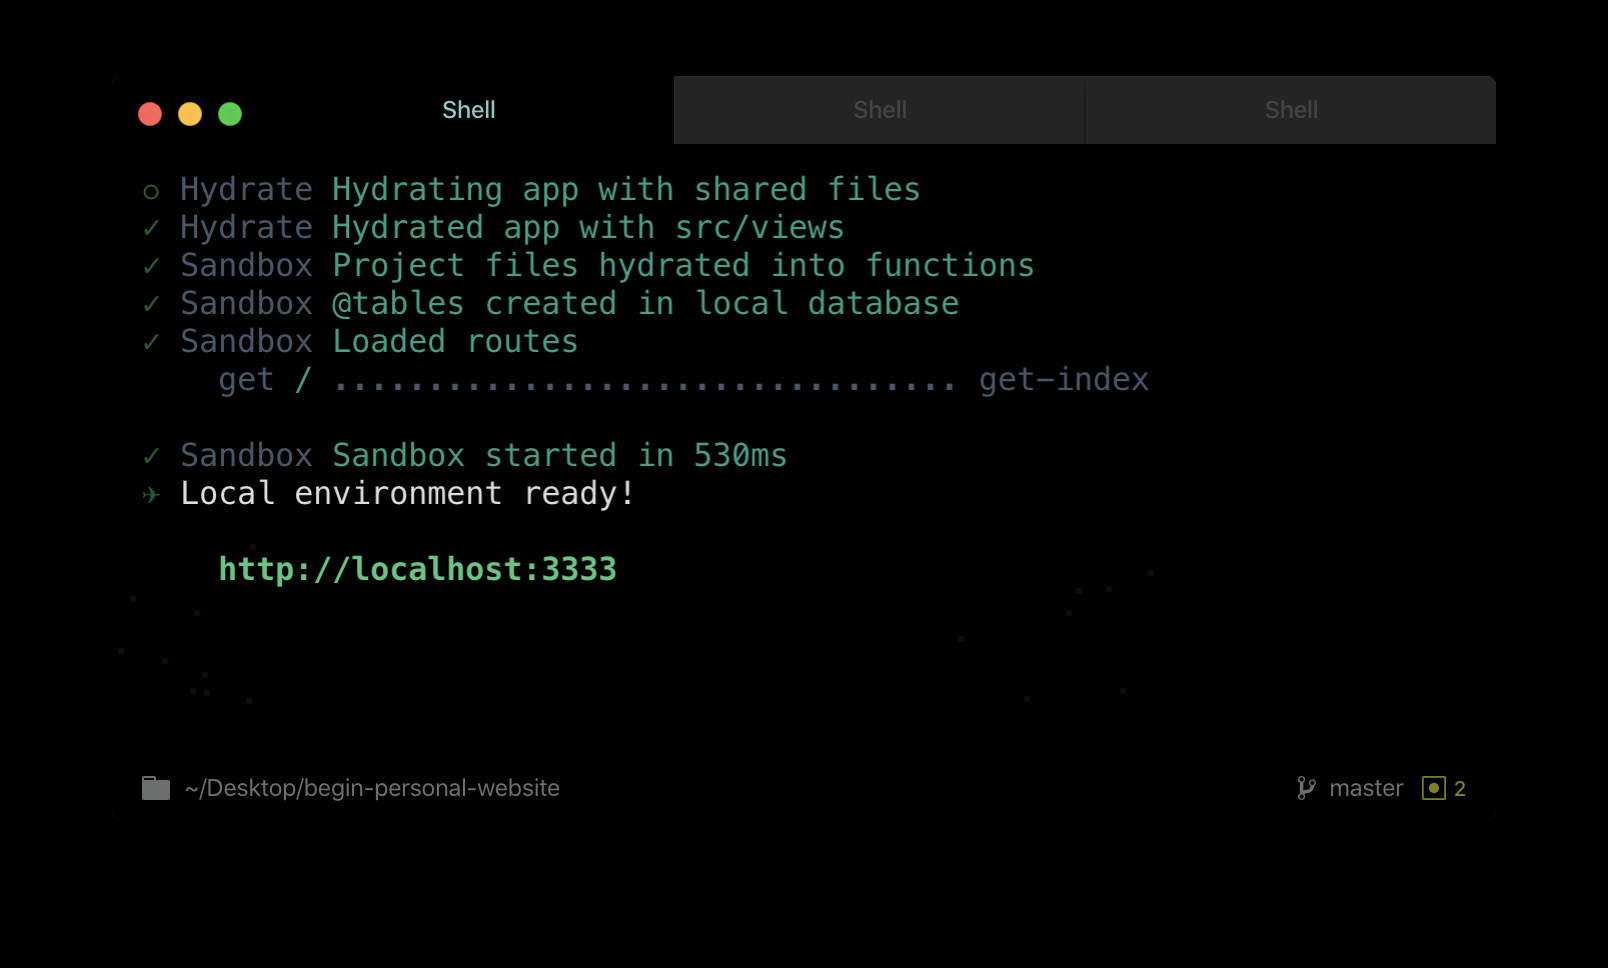 Shell Shell Shell
○ Hydrate Hydrating app with shared files
✓ Hydrate Hydrated app with src/views
✓ Sandbox Project files hydrated into functions
✓ Sandbox @tables created in local database
✓ Sandbox Loaded routes
get / ................................. get-index
✓ Sandbox Sandbox started in 530ms
✈ Local environment ready!
http://localhost:3333
~/Desktop/begin-personal-website master 2